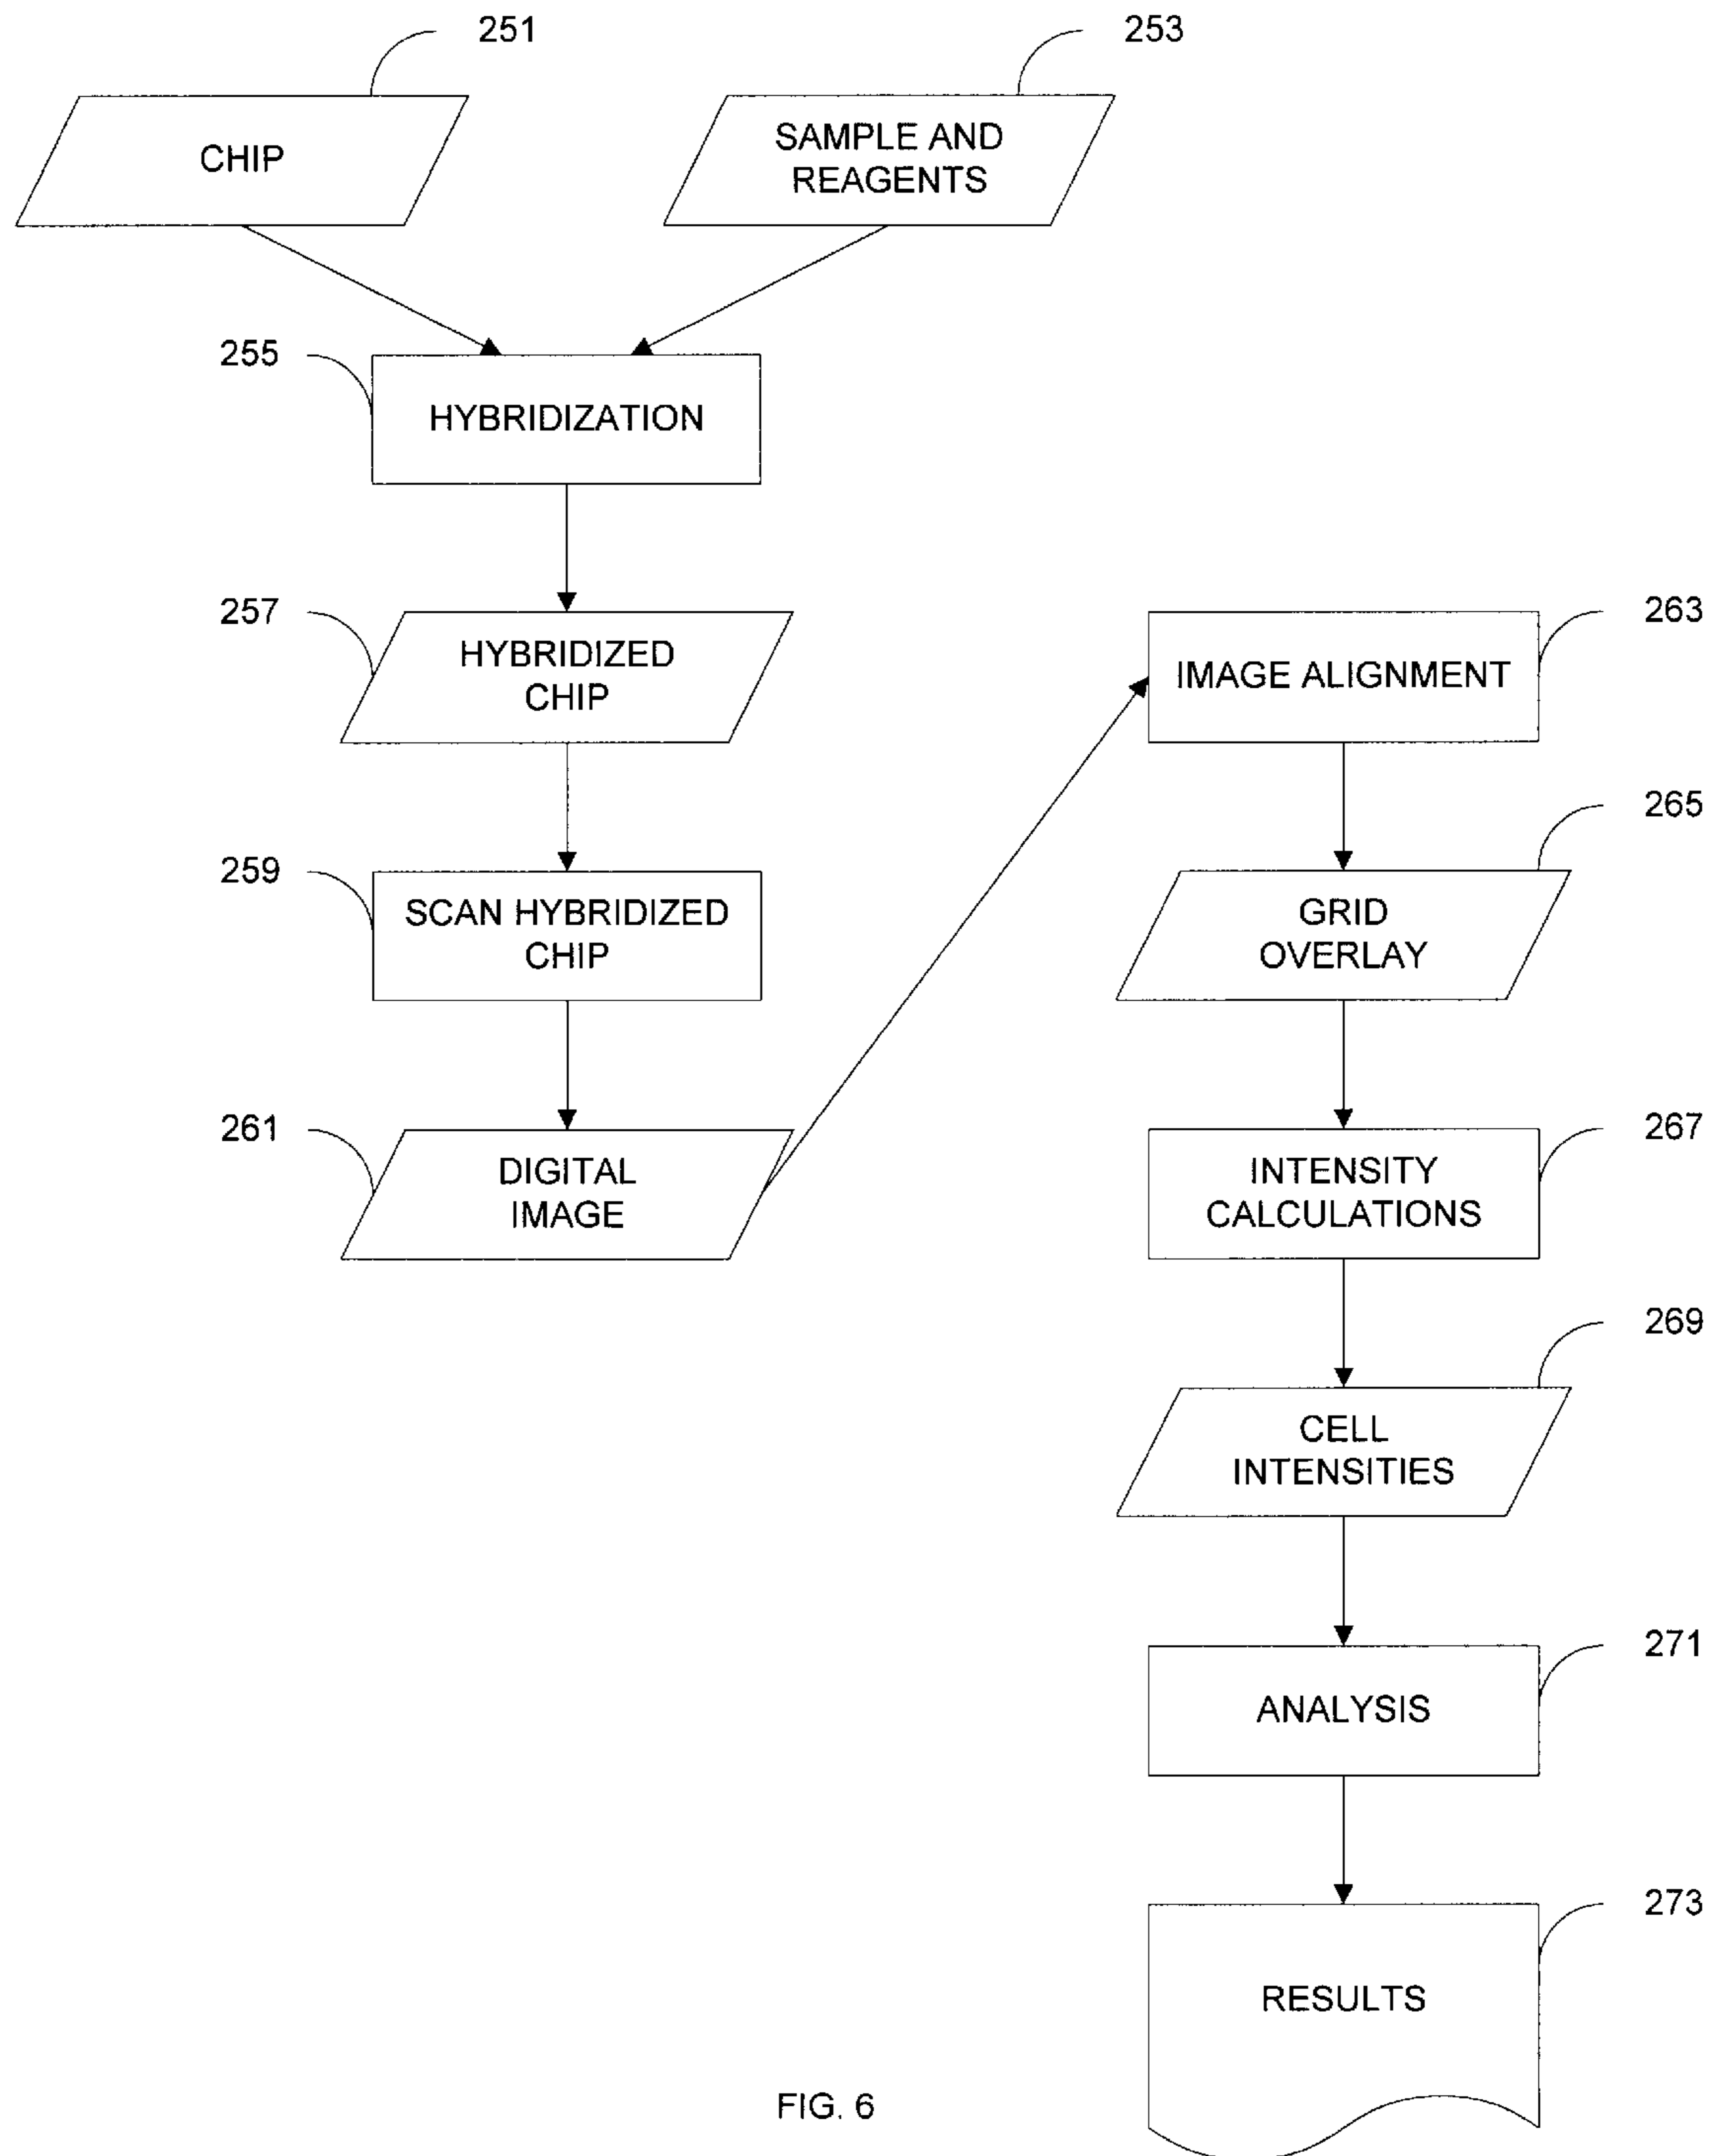 251
253
CHIP
SAMPLE AND
REAGENTS
255
HYBRIDIZATION
257
HYBRIDIZED
CHIP
259
SCAN HYBRIDIZED
CHIP
261
DIGITAL
IMAGE
263
IMAGE ALIGNMENT
265
GRID
OVERLAY
267
INTENSITY
CALCULATIONS
269
CELL
INTENSITIES
271
ANALYSIS
273
RESULTS
FIG. 6